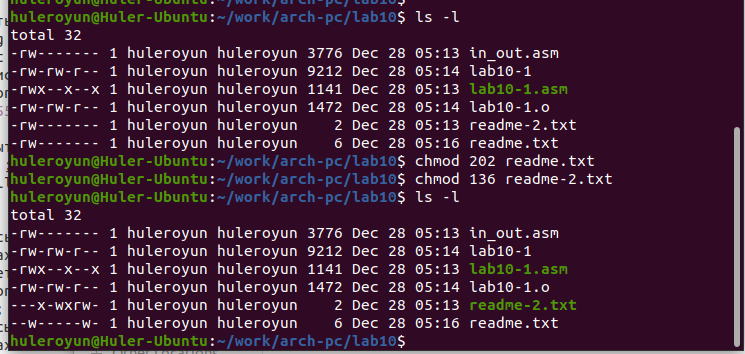 huleroyun@Huler-Ubuntu:~/work/arch-pc/lab10$ ls -l
total 32
-rw------- 1 huleroyun huleroyun 3776 Dec 28 05:13 in_out.asm
-rw-rw-r-- 1 huleroyun huleroyun 9212 Dec 28 05:14 lab10-1
-rwx--x--x 1 huleroyun huleroyun 1141 Dec 28 05:13 lab10-1.asm
-rw-rw-r-- 1 huleroyun huleroyun 1472 Dec 28 05:14 lab10-1.o
-rw------- 1 huleroyun huleroyun    2 Dec 28 05:13 readme-2.txt
-rw------- 1 huleroyun huleroyun    6 Dec 28 05:16 readme.txt
huleroyun@Huler-Ubuntu:~/work/arch-pc/lab10$ chmod 202 readme.txt
huleroyun@Huler-Ubuntu:~/work/arch-pc/lab10$ chmod 136 readme-2.txt
huleroyun@Huler-Ubuntu:~/work/arch-pc/lab10$ ls -l
total 32
-rw------- 1 huleroyun huleroyun 3776 Dec 28 05:13 in_out.asm
-rw-rw-r-- 1 huleroyun huleroyun 9212 Dec 28 05:14 lab10-1
-rwx--x--x 1 huleroyun huleroyun 1141 Dec 28 05:13 lab10-1.asm
-rw-rw-r-- 1 huleroyun huleroyun 1472 Dec 28 05:14 lab10-1.o
---x-wxrw- 1 huleroyun huleroyun    2 Dec 28 05:13 readme-2.txt
--w-----w- 1 huleroyun huleroyun    6 Dec 28 05:16 readme.txt
huleroyun@Huler-Ubuntu:~/work/arch-pc/lab10$